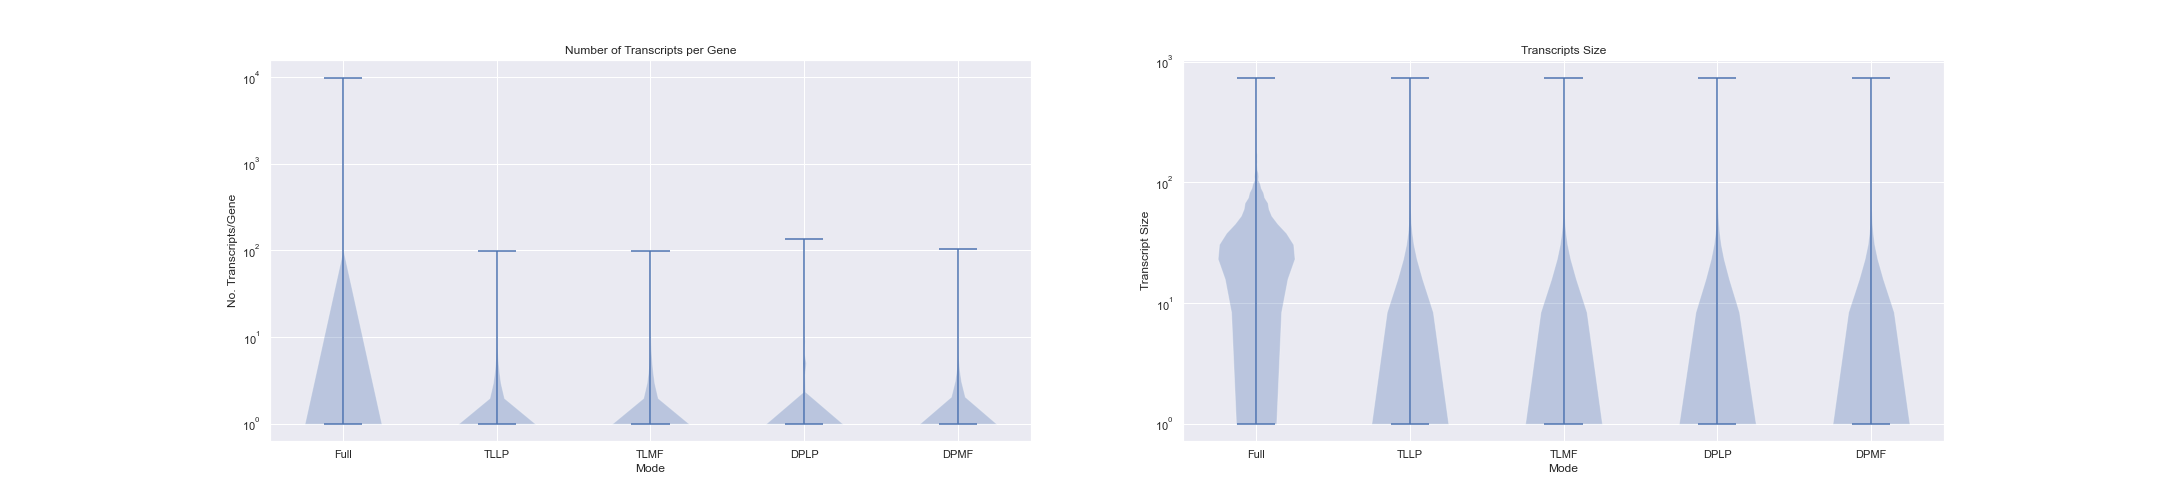 Number of Transcripts per Gene
No. Transcripts/Gene
10^4
10^3
10^2
10^1
10^0
Full TLLP TLMF DPLP DPMF
Mode
Transcripts Size
Transcript Size
10^3
10^2
10^1
10^0
Full TLLP TLMF DPLP DPMF
Mode